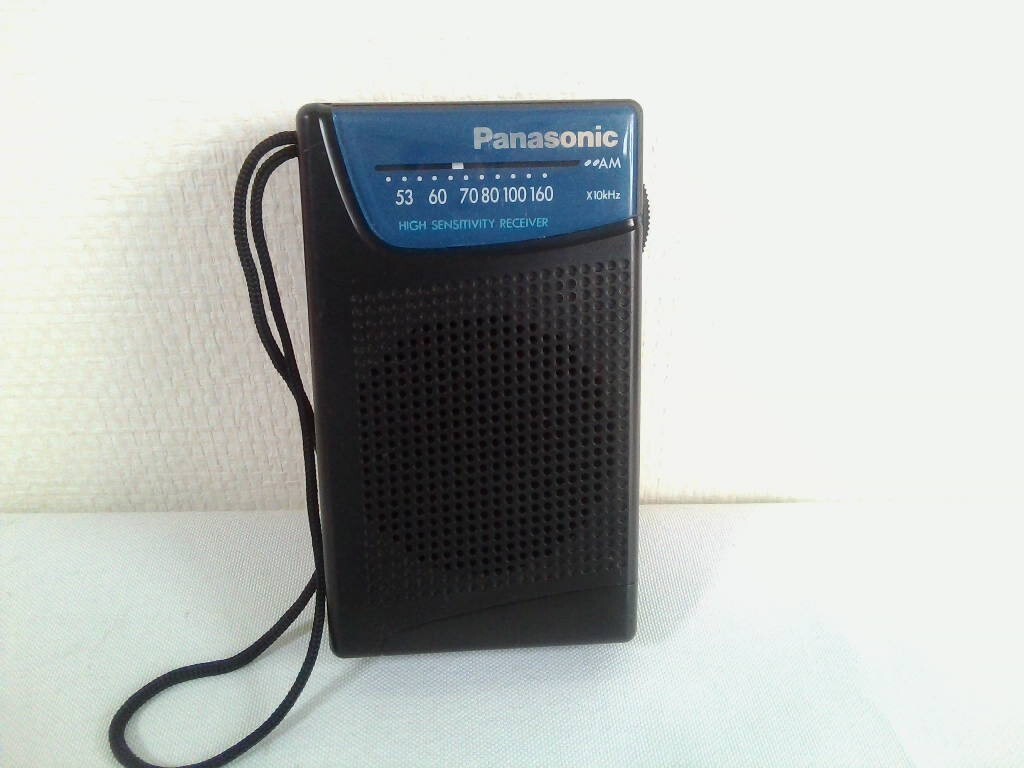 Panasonic
AM
53 60 70 80 100 160 X10kHz
HIGH SENSITIVITY RECEIVER